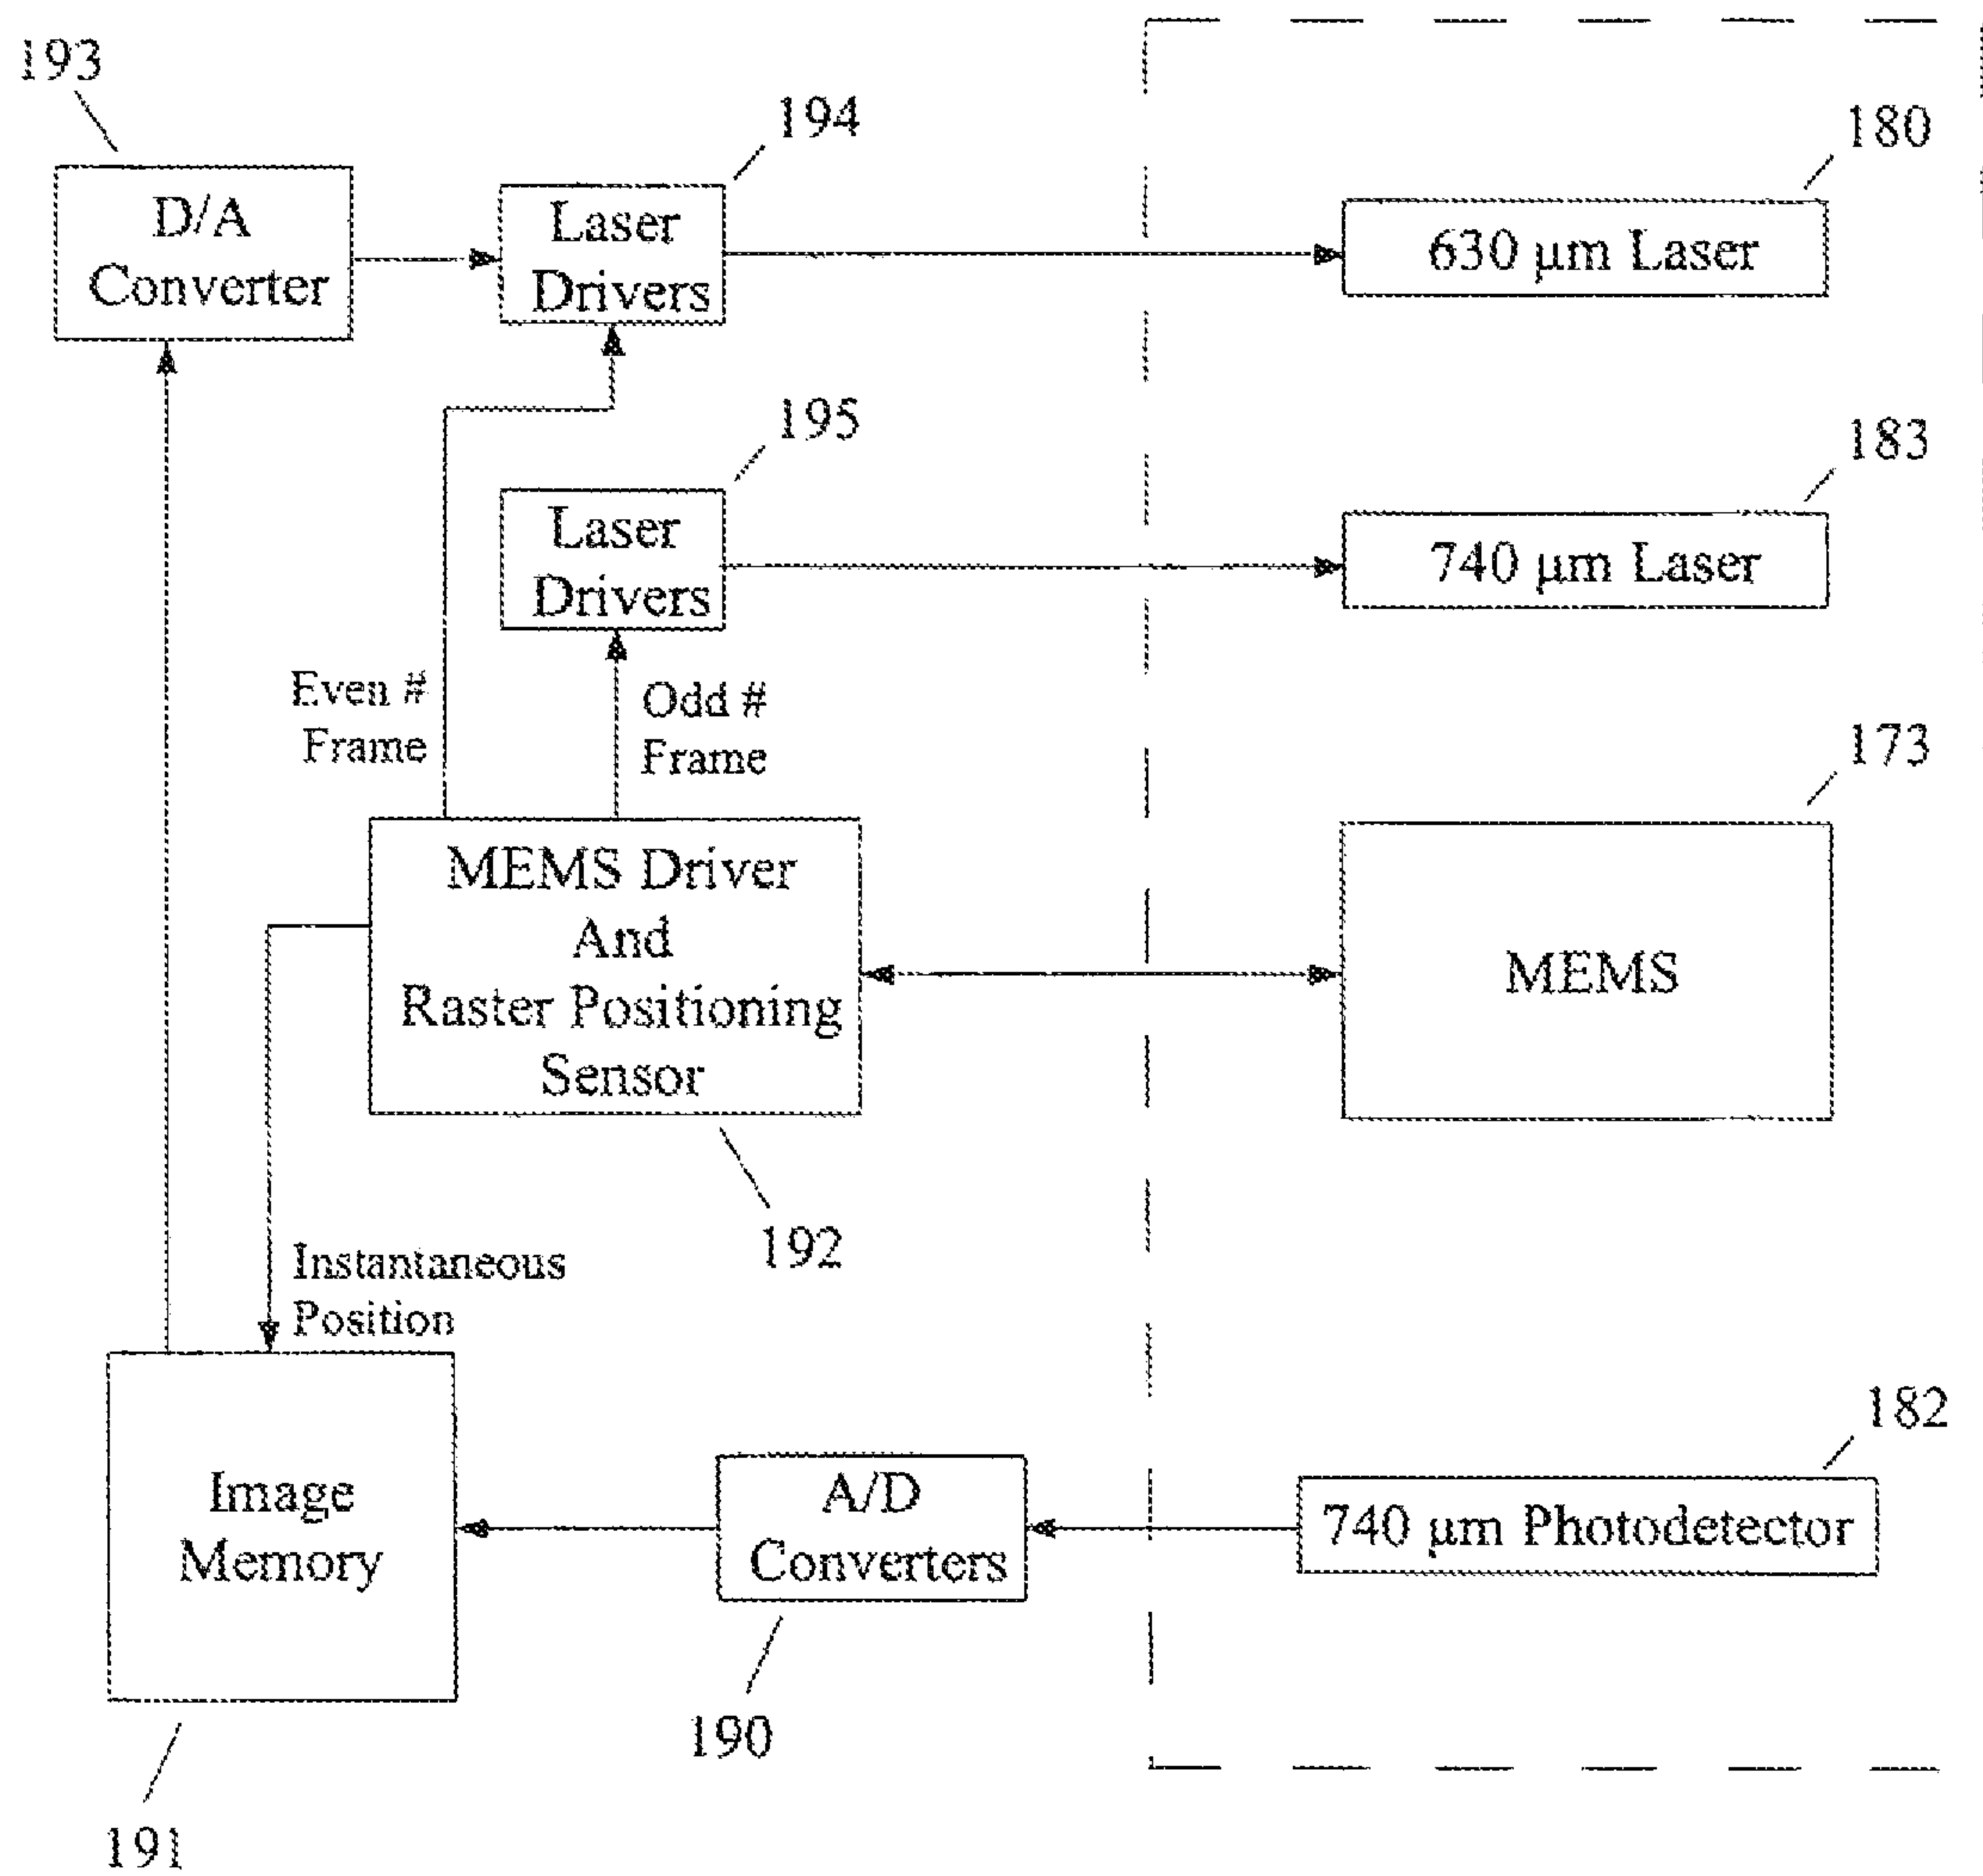 193
194
180
D/A
Converter
Laser
Drivers
630 μm Laser
195
183
Laser
Drivers
740 μm Laser
Even #
Frame
Odd #
Frame
173
MEMS Driver
And
Raster Positioning
Sensor
MEMS
192
Instantaneous
Position
182
Image
Memory
A/D
Converters
740 μm Photodetector
190
191